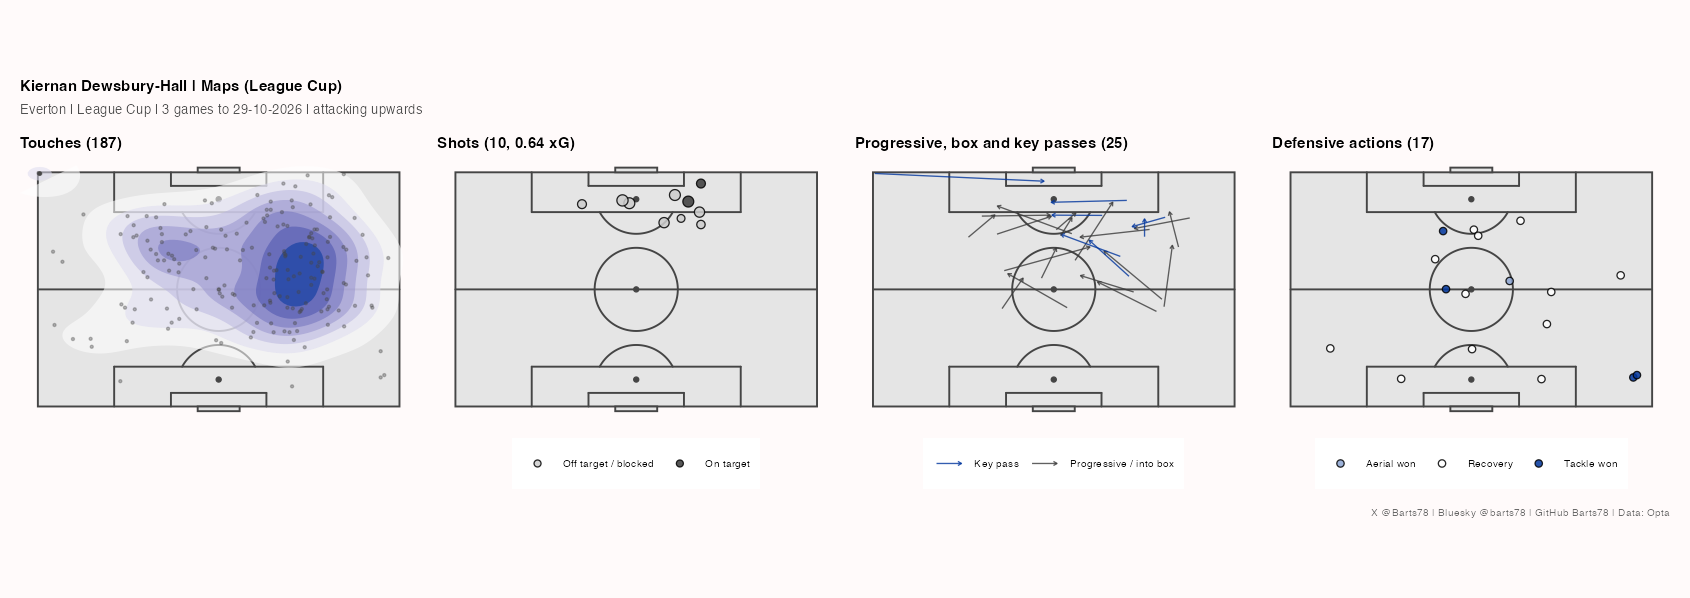 Kiernan Dewsbury-Hall | Maps (League Cup)
Everton | League Cup | 3 games to 29-10-2026 | attacking upwards
Touches (187)
Shots (10, 0.64 xG)
Progressive, box and key passes (25)
Defensive actions (17)
Off target / blocked
On target
Key pass
Progressive / into box
Aerial won
Recovery
Tackle won
X @Barts78 | Bluesky @barts78 | GitHub Barts78 | Data: Opta